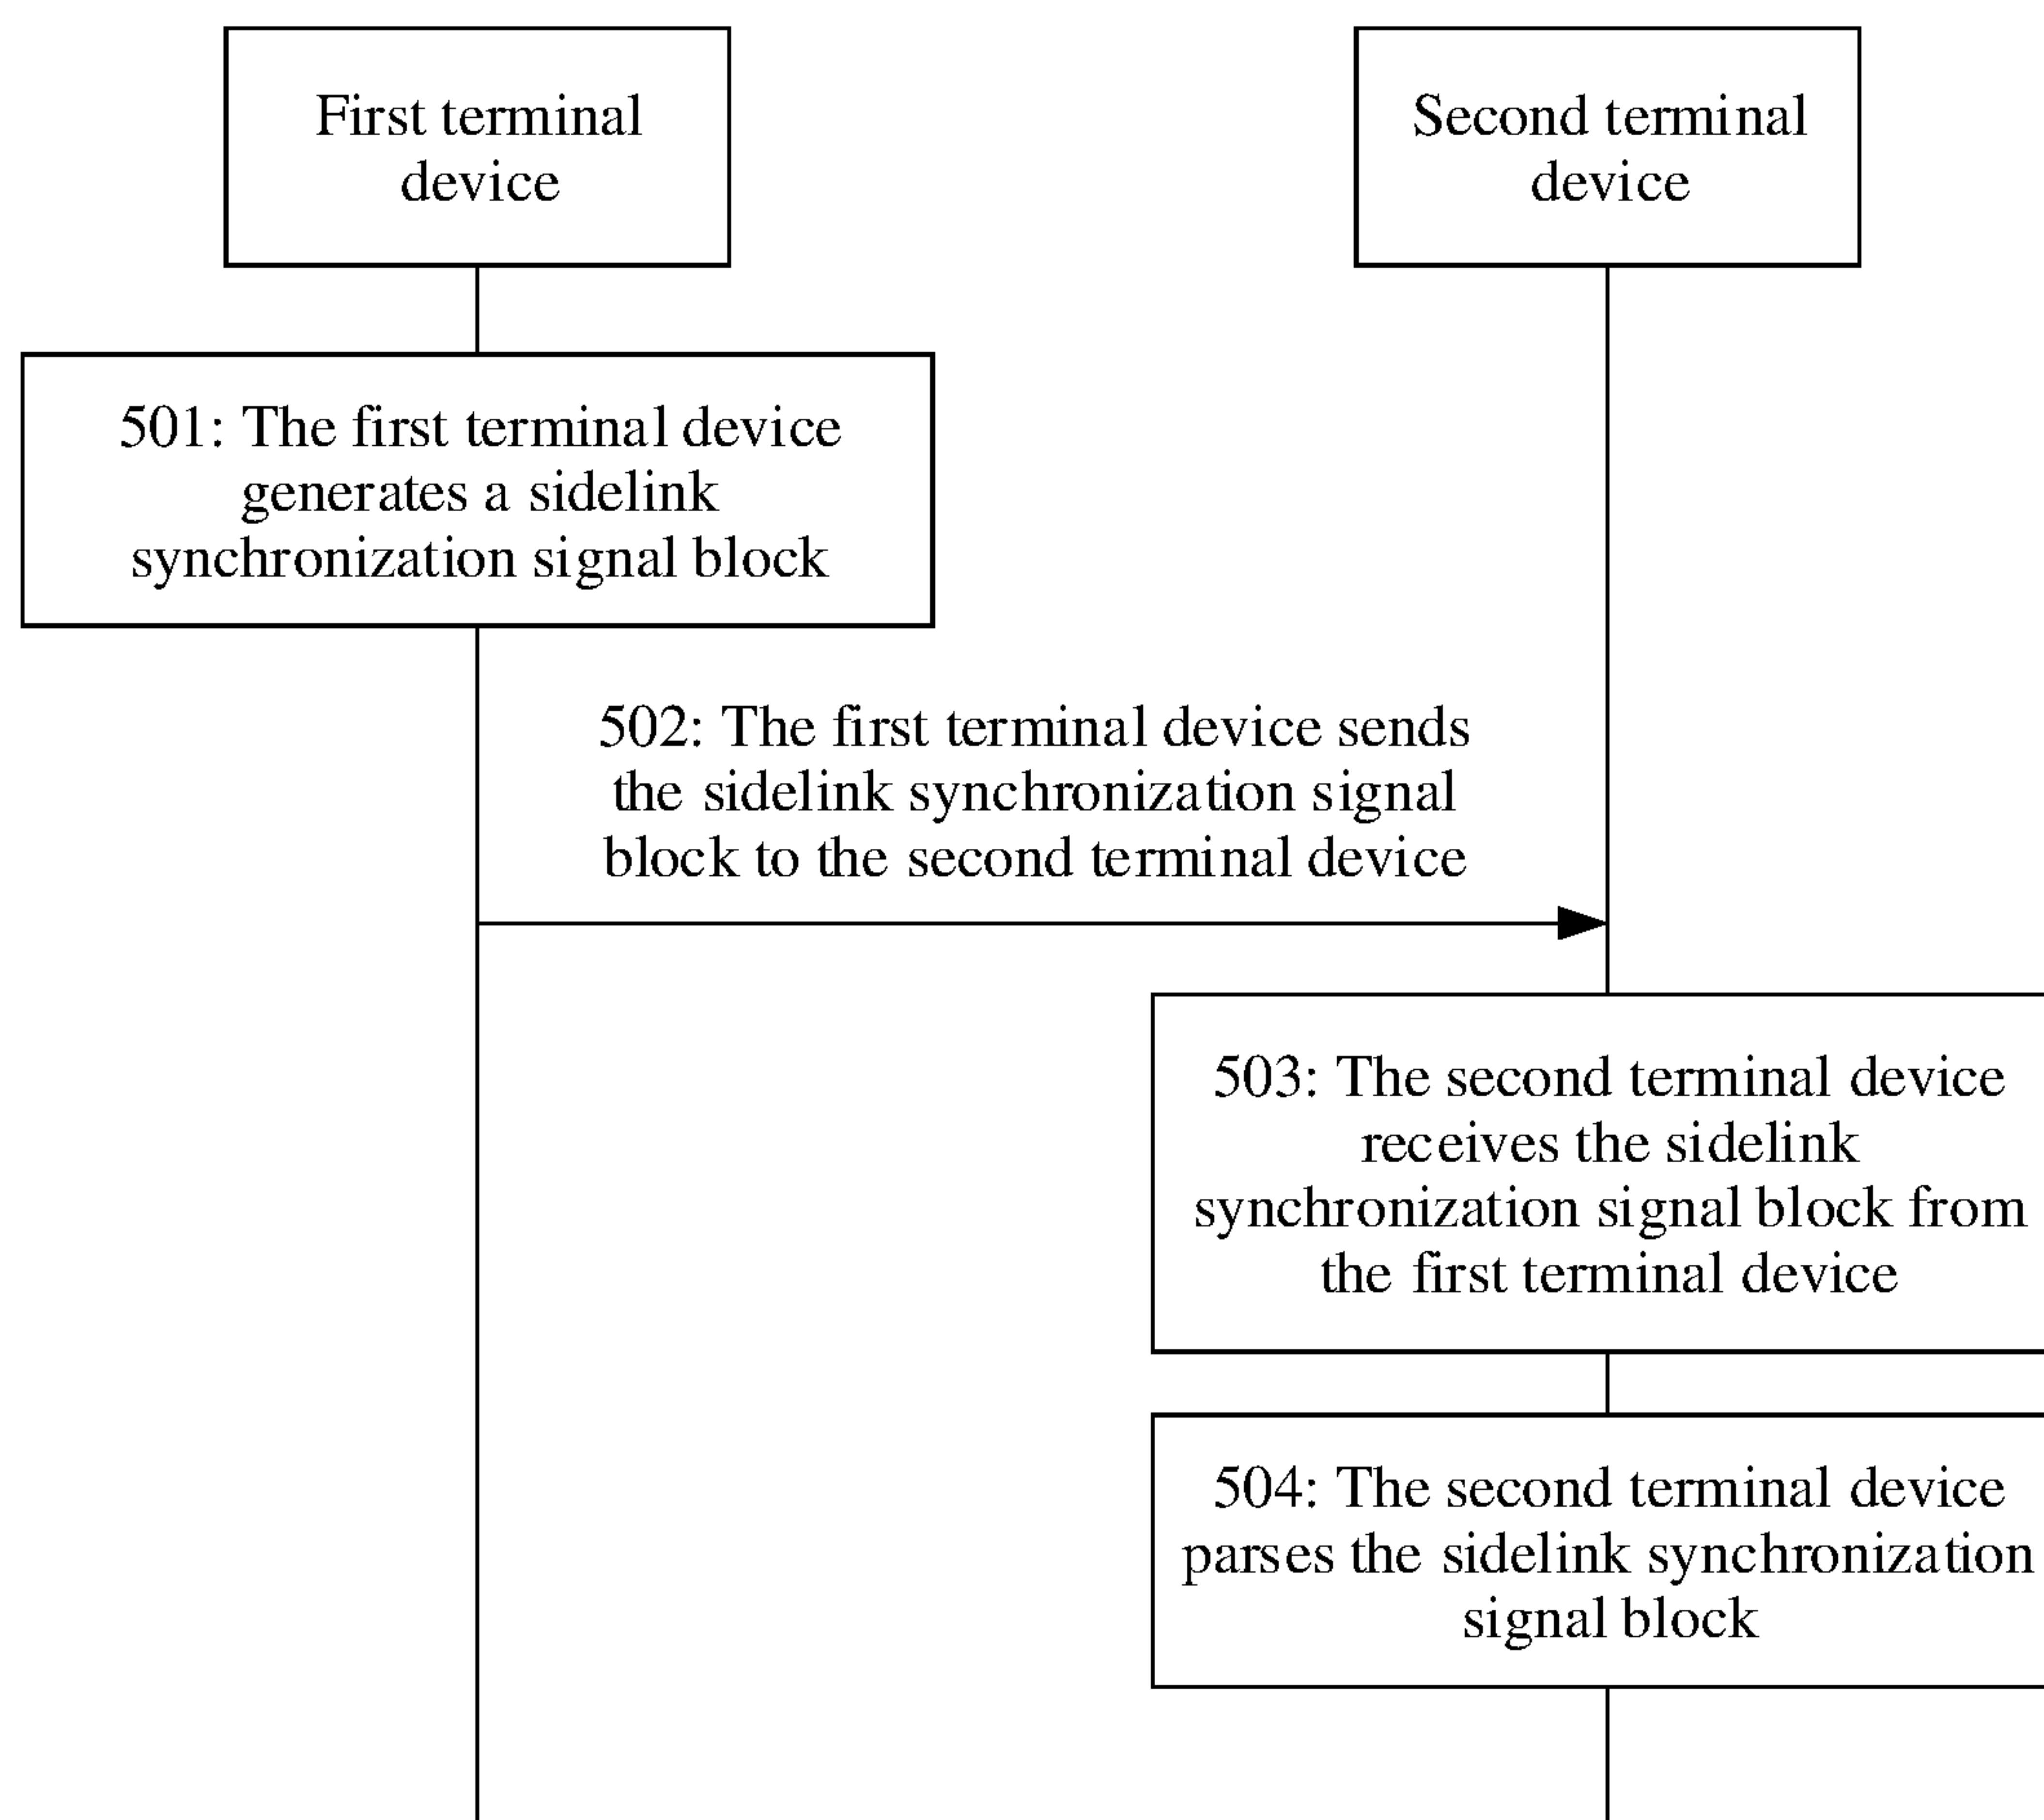 First terminal
device
Second terminal
device
501: The first terminal device
generates a sidelink
synchronization signal block
502: The first terminal device sends
the sidelink synchronization signal
block to the second terminal device
503: The second terminal device
receives the sidelink
synchronization signal block from
the first terminal device
504: The second terminal device
parses the sidelink synchronization
signal block